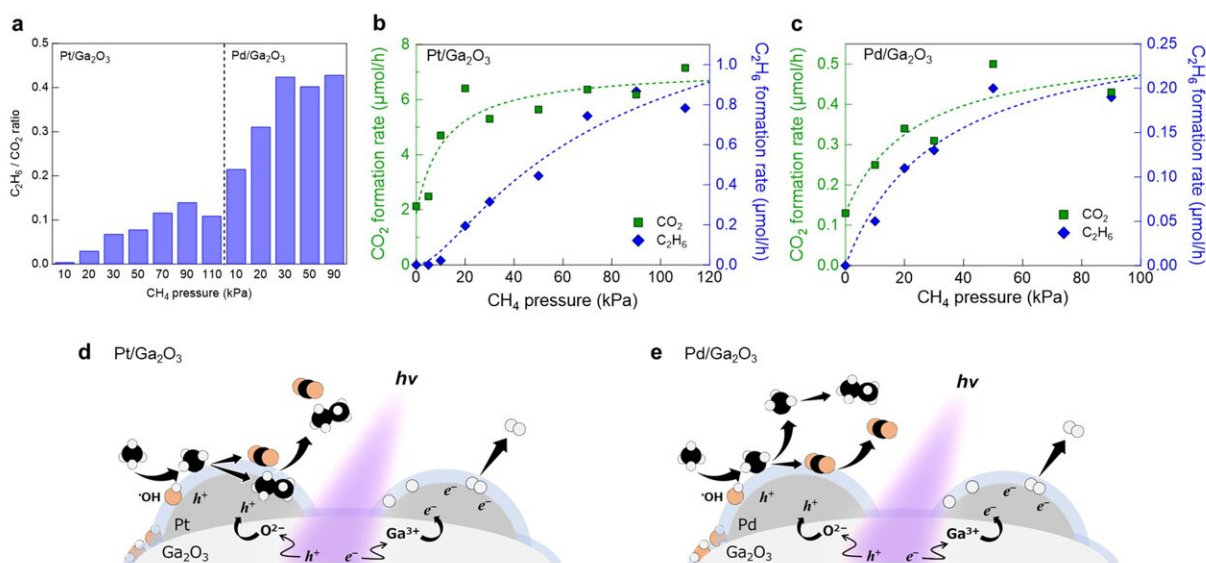 a
Pt/Ga₂O₃ Pd/Ga₂O₃
C₂H₆ / CO₂ ratio
0.5
0.4
0.3
0.2
0.1
0.0
10 20 30 50 70 90 110 10 20 30 50 90
CH₄ pressure (kPa)
b
Pt/Ga₂O₃
CO₂ formation rate (μmol/h)
8
6
4
2
0
C₂H₆ formation rate (μmol/h)
1.0
0.8
0.6
0.4
0.2
0.0
CO₂
C₂H₆
0 20 40 60 80 100 120
CH₄ pressure (kPa)
c
Pd/Ga₂O₃
CO₂ formation rate (μmol/h)
0.5
0.4
0.3
0.2
0.1
0.0
C₂H₆ formation rate (μmol/h)
0.25
0.20
0.15
0.10
0.05
0.00
CO₂
C₂H₆
0 20 40 60 80 100
CH₄ pressure (kPa)
d Pt/Ga₂O₃
hv
·OH
h⁺
h⁺
e⁻
e⁻
e⁻
Pt
O²⁻
Ga³⁺
Ga₂O₃
h⁺ e⁻
e Pd/Ga₂O₃
hv
·OH
h⁺
h⁺
e⁻
e⁻
e⁻
Pd
O²⁻
Ga³⁺
Ga₂O₃
h⁺ e⁻